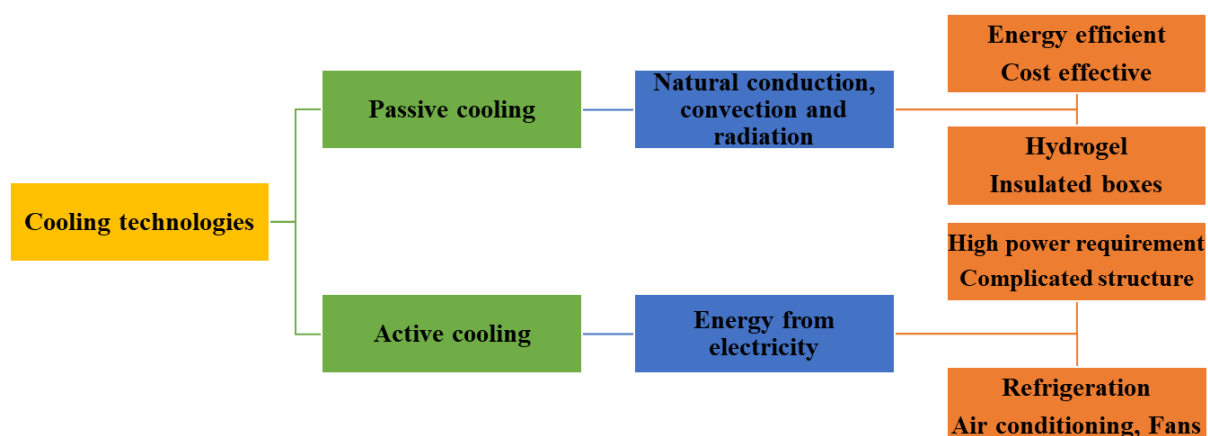 Energy efficient
Cost effective
Passive cooling
Natural conduction,
convection and
radiation
Hydrogel
Insulated boxes
Cooling technologies
High power requirement
Complicated structure
Active cooling
Energy from
electricity
Refrigeration
Air conditioning, Fans